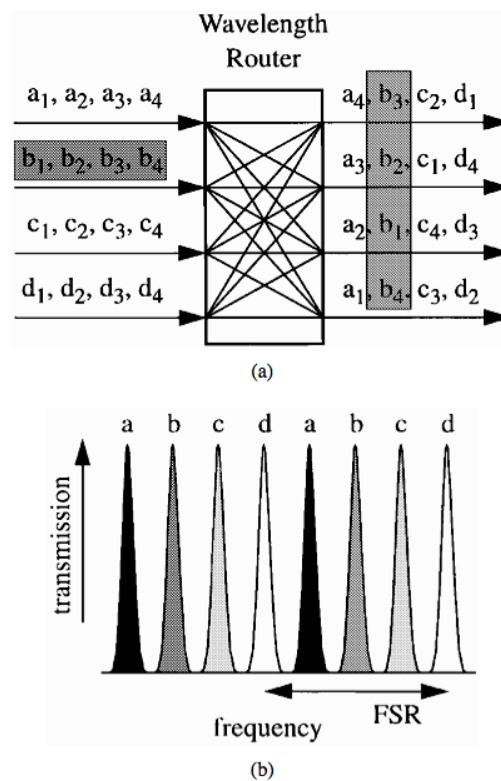 Wavelength
Router
a1, a2, a3, a4
a4, b3, c2, d1
b1, b2, b3, b4
a3, b2, c1, d4
c1, c2, c3, c4
a2, b1, c4, d3
d1, d2, d3, d4
a1, b4, c3, d2
(a)
a b c d a b c d
transmission
FSR
frequency
(b)